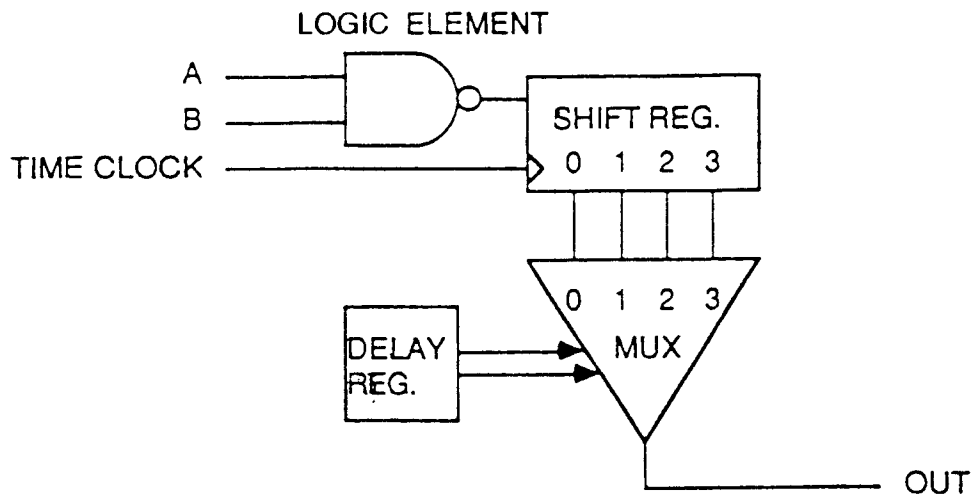 LOGIC ELEMENT
A
B
TIME CLOCK
SHIFT REG.
0 1 2 3
0 1 2 3
MUX
DELAY
REG.
OUT